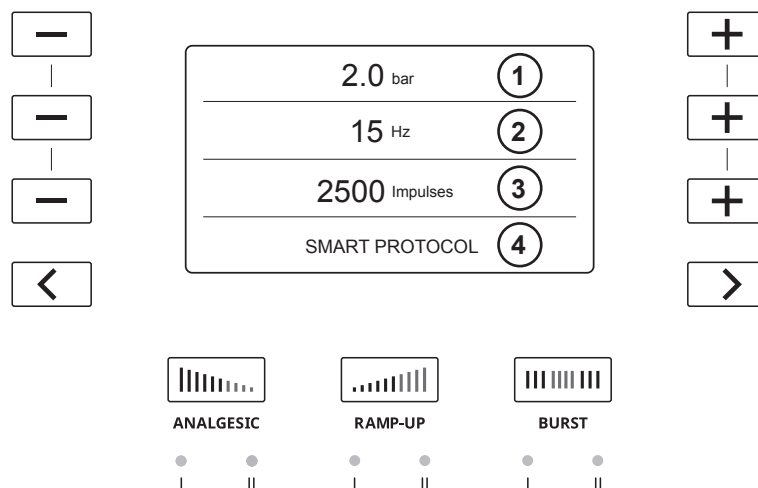 2.0 bar 1
15 Hz 2
2500 Impulses 3
SMART PROTOCOL 4
ANALGESIC RAMP-UP BURST
I II I II I II